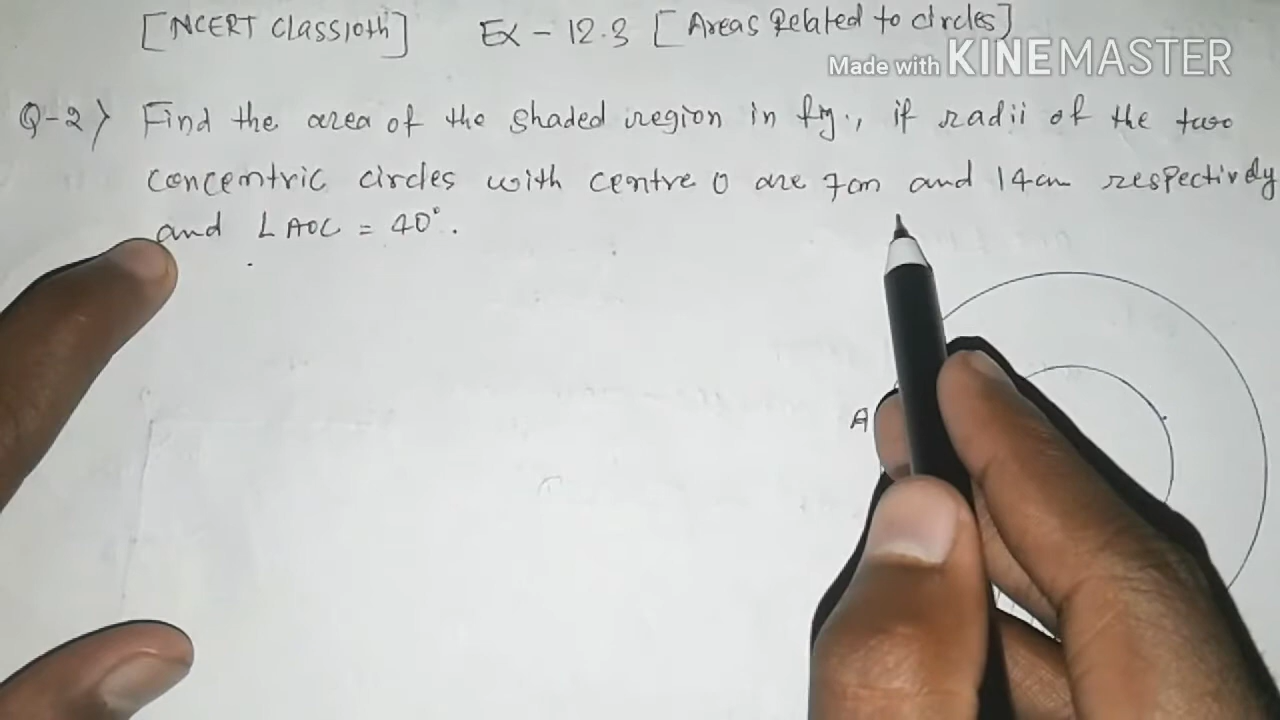 [NCERT Class10th] Ex - 12.3 [Areas Related to circles]
Made with KINEMASTER
Q-2) Find the area of the shaded region in fig., if radii of the two
concentric circles with centre O are 7cm and 14cm respectively
and ∠AOC = 40°.
A